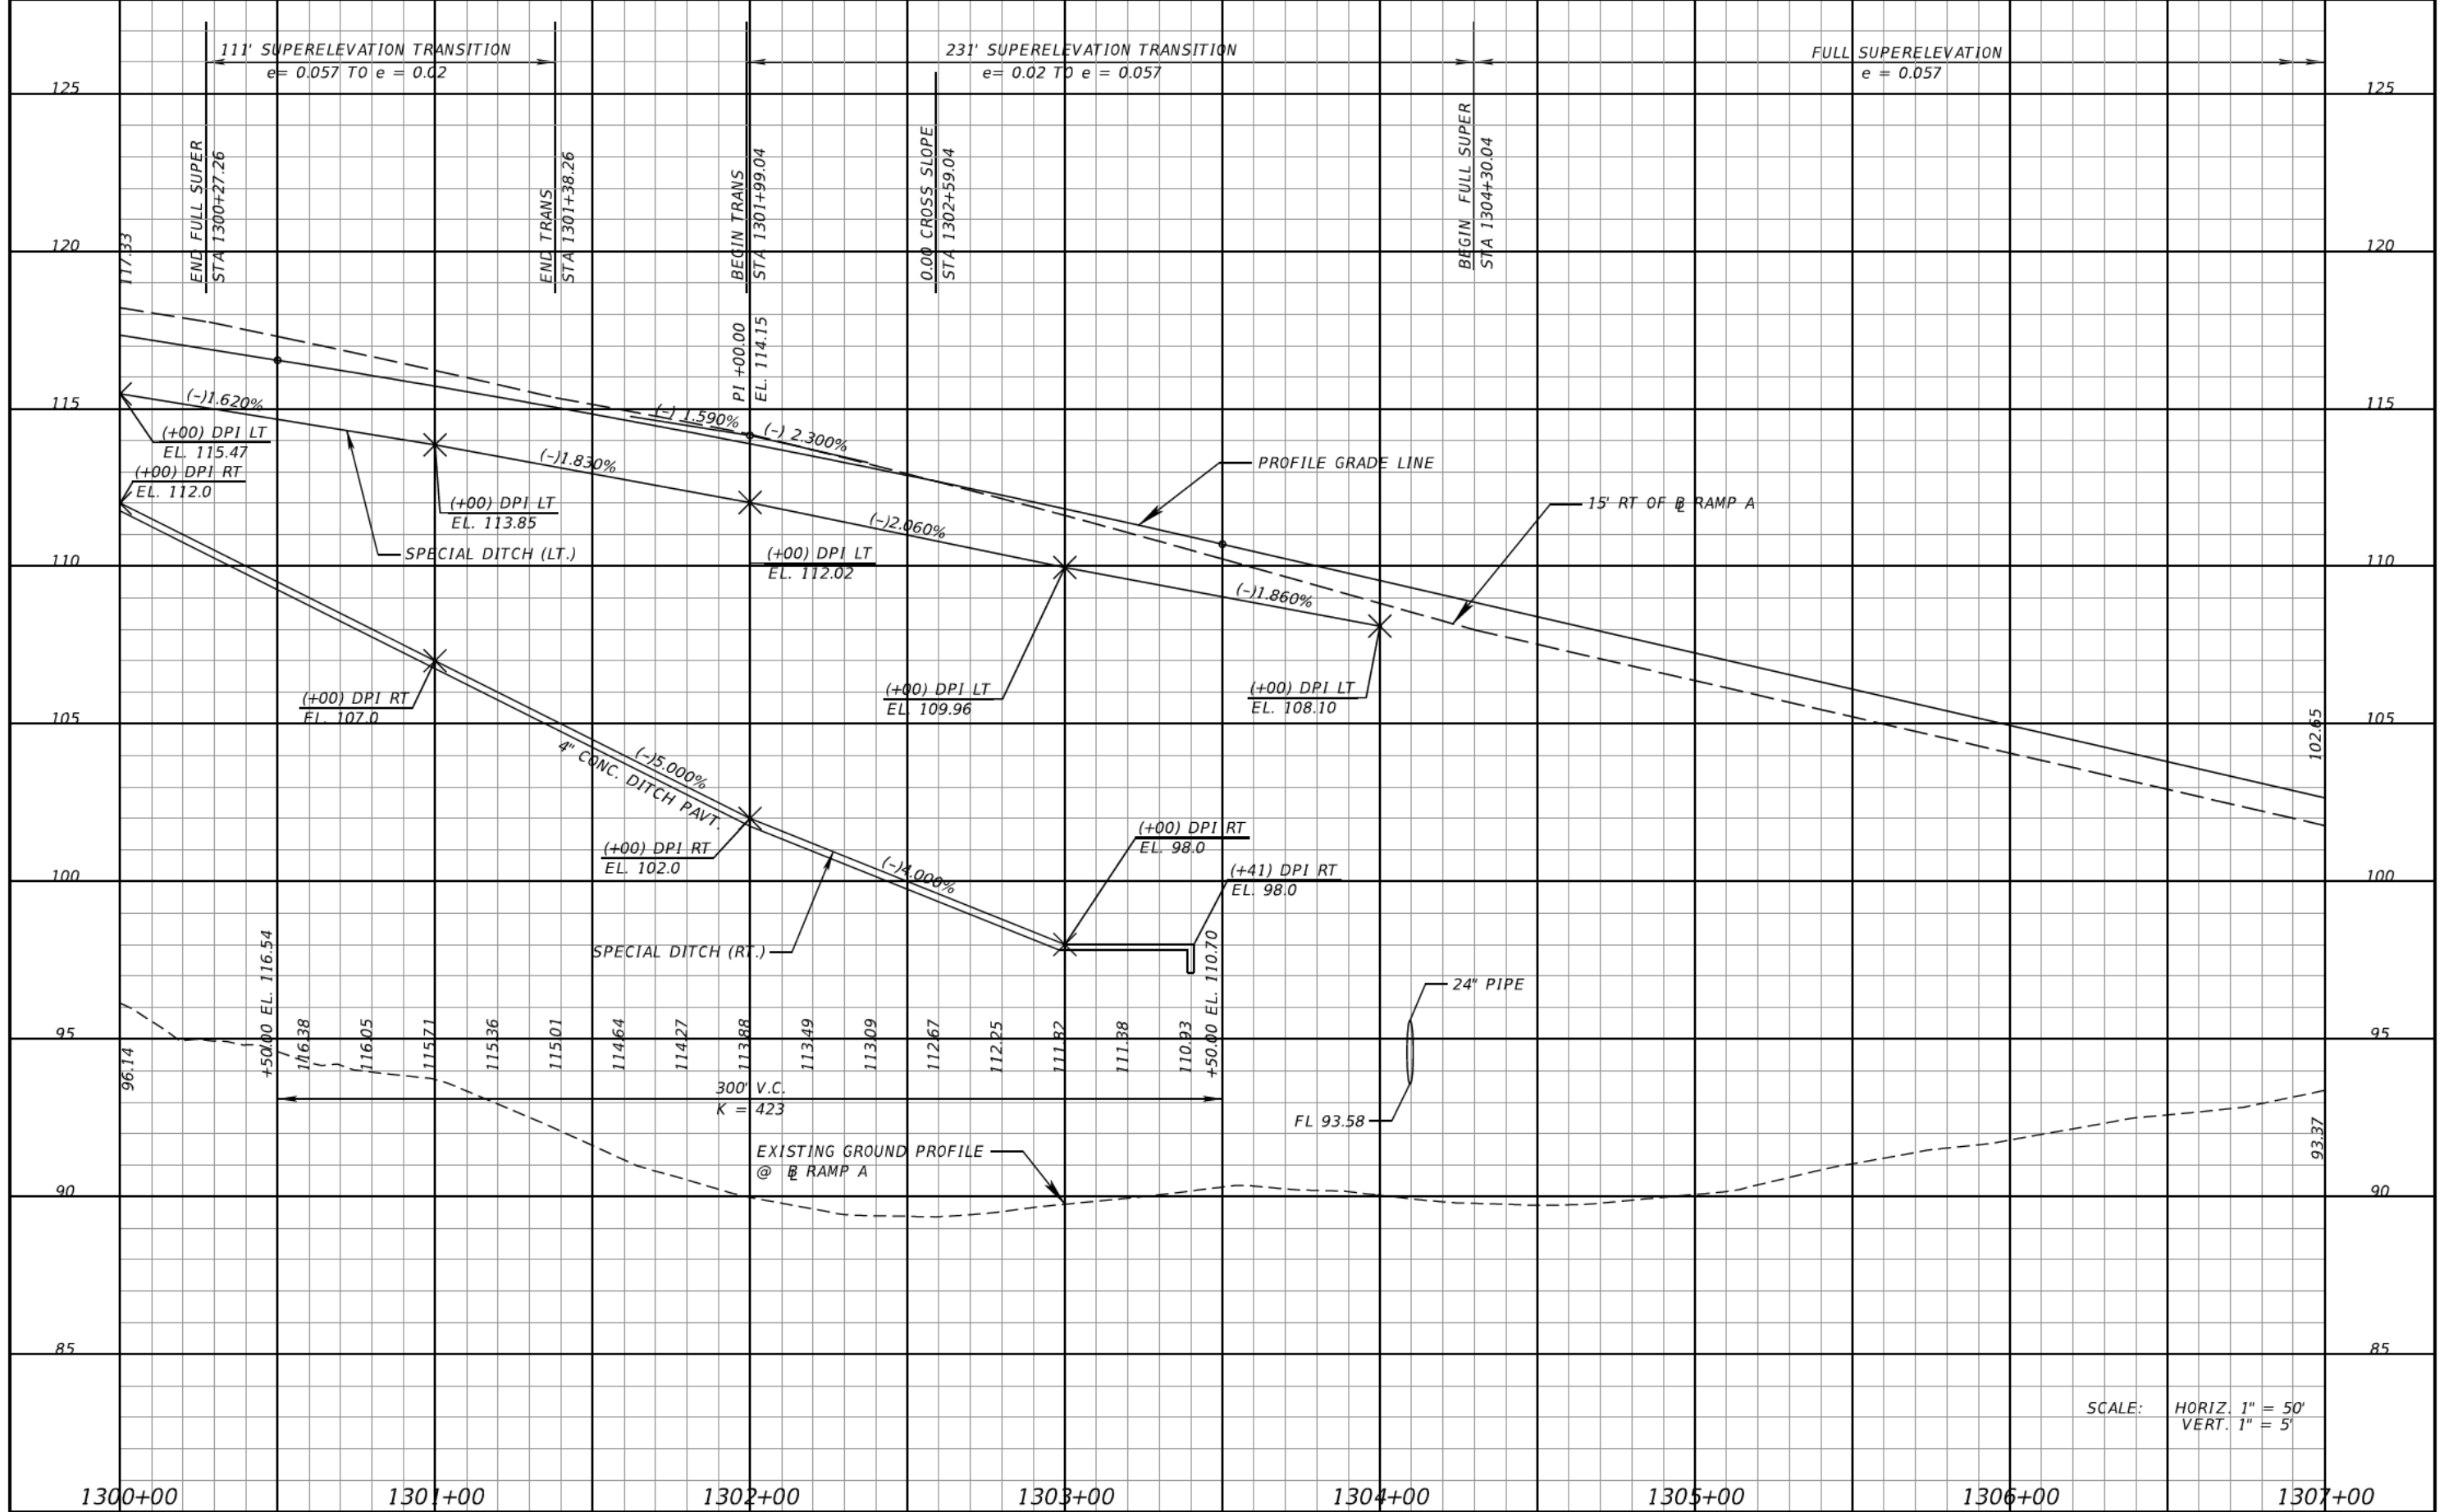 111' SUPERELEVATION TRANSITION
e= 0.057 TO e = 0.02
231' SUPERELEVATION TRANSITION
e= 0.02 TO e = 0.057
FULL SUPERELEVATION
e = 0.057
125
125
END FULL SUPER
STA 1300+27.26
END TRANS
STA 1301+38.26
BEGIN TRANS
STA 1301+99.04
0.00 CROSS SLOPE
STA 1302+59.04
BEGIN FULL SUPER
STA 1304+30.04
120
120
117.33
PI +00.00
EL. 114.15
115
115
(-)1.620%
(-) 1.590%
(-) 2.300%
(+00) DPI LT
EL. 115.47
(+00) DPI RT
EL. 112.0
(-)1.830%
PROFILE GRADE LINE
(+00) DPI LT
EL. 113.85
15' RT OF BL RAMP A
(-)2.060%
SPECIAL DITCH (LT.)
(+00) DPI LT
EL. 112.02
110
110
(-)1.860%
(+00) DPI RT
EL. 107.0
(+00) DPI LT
EL. 109.96
(+00) DPI LT
EL. 108.10
105
105
102.65
(-)5.000%
4" CONC. DITCH PAVT.
(+00) DPI RT
EL. 102.0
(-)4.000%
(+00) DPI RT
EL. 98.0
(+41) DPI RT
EL. 98.0
100
100
SPECIAL DITCH (RT.)
24" PIPE
95
95
96.14
+50.00 EL. 116.54
116.38
116.05
115.71
115.36
115.01
114.64
114.27
113.88
113.49
113.09
112.67
112.25
111.82
111.38
110.93
+50.00 EL. 110.70
300' V.C.
K = 423
FL 93.58
93.37
EXISTING GROUND PROFILE
@ BL RAMP A
90
90
85
85
SCALE: HORIZ. 1" = 50'
VERT. 1" = 5'
1300+00 1301+00 1302+00 1303+00 1304+00 1305+00 1306+00 1307+00